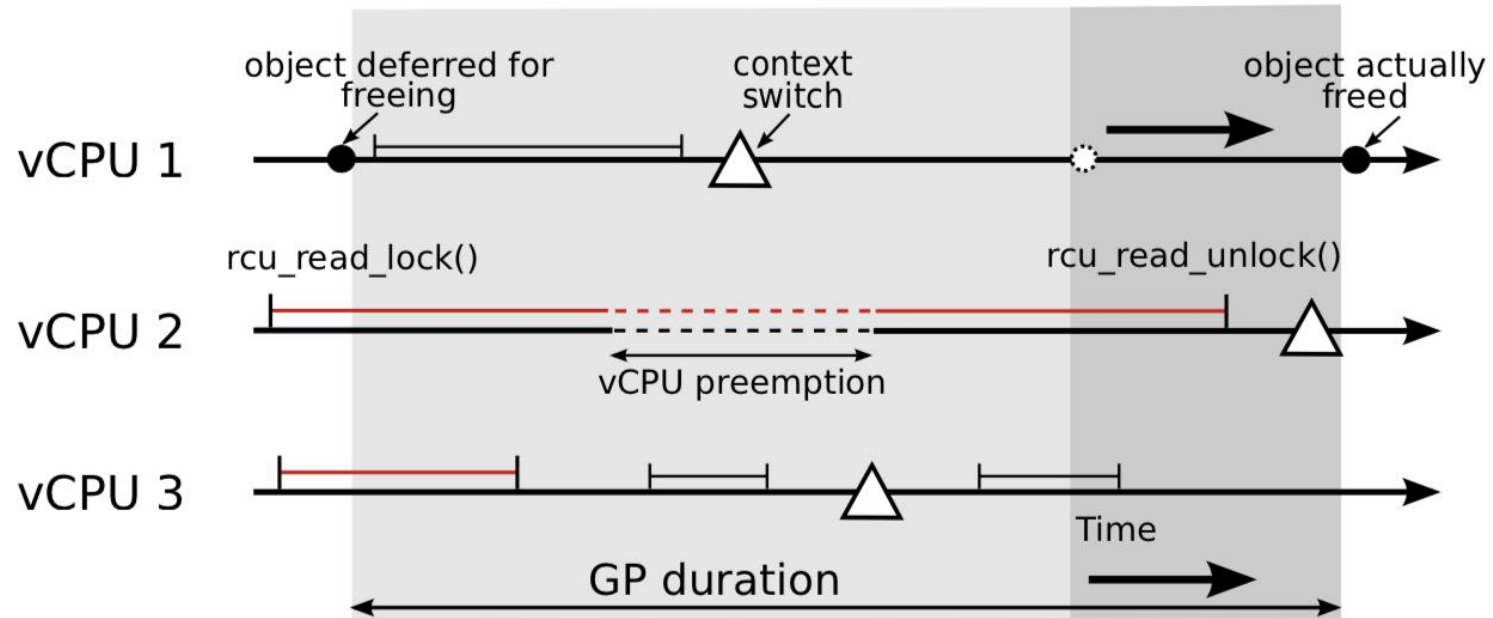 object deferred for
freeing
context
switch
object actually
freed
vCPU 1
rcu_read_lock()
rcu_read_unlock()
vCPU 2
vCPU preemption
vCPU 3
Time
GP duration